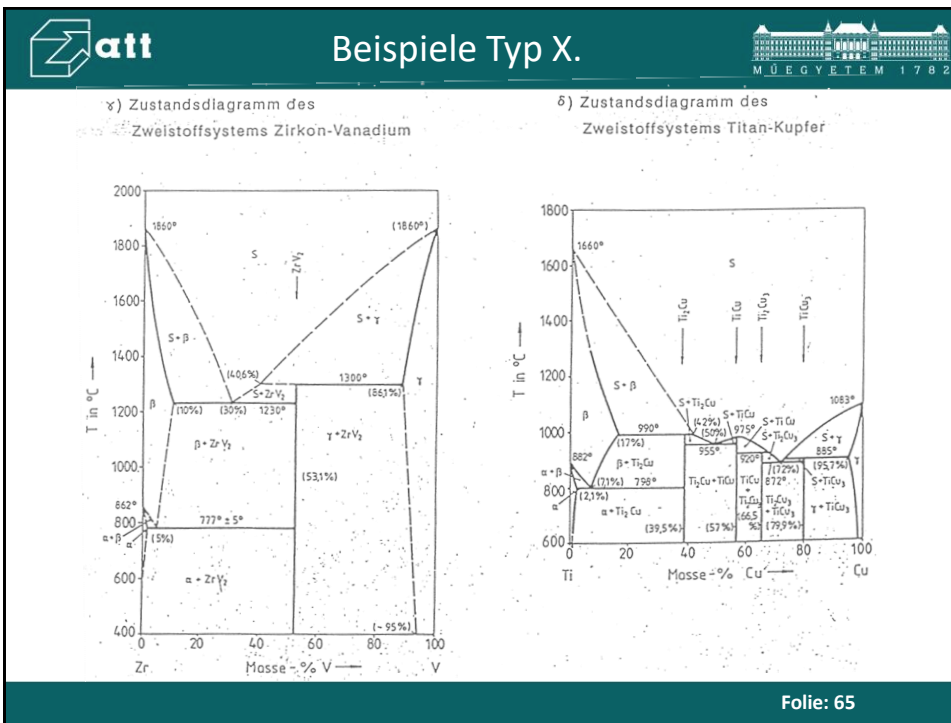 att
Beispiele Typ X.
MŰEGYETEM 1782
γ) Zustandsdiagramm des
Zweistoffsystems Zirkon-Vanadium
T in °C
2000
1800
1600
1400
1200
1000
800
600
400
1860°
(1860°)
S
ZrV₂
S+β
S+γ
(40,6%)
1300°
S+ZrV₂
(86,1%)
γ
β
(10%)
(30%)
1230°
β+ZrV₂
γ+ZrV₂
(53,1%)
862°
777° ± 5°
α+β
α
(5%)
α+ZrV₂
(~95%)
0 20 40 60 80 100
Zr Masse-% V V
δ) Zustandsdiagramm des
Zweistoffsystems Titan-Kupfer
T in °C
1800
1600
1400
1200
1000
800
600
1660°
S
Ti₂Cu
TiCu
Ti₂Cu₃
TiCu₃
S+β
S+Ti₂Cu
(42%)
(50%)
S+TiCu
975°
S+TiCu
S+Ti₂Cu₃
1083°
S+γ
β
990°
(17%)
955°
920°
885°
(95,7%)
γ
882°
β+Ti₂Cu
(72%)
872°
S+TiCu₃
α+β
(7,1%)
798°
Ti₂Cu+TiCu
TiCu
+
Ti₂Cu₃
(66,5
%)
Ti₂Cu₃
+TiCu₃
(79,9%)
γ+TiCu₃
α
(2,1%)
α+Ti₂Cu
(39,5%)
(57%)
0 20 40 60 80 100
Ti Masse-% Cu Cu
Folie: 65